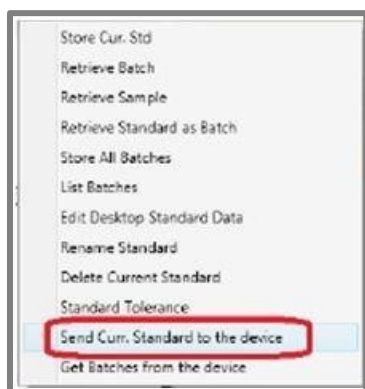 Store Cur. Std
Retrieve Batch
Retrieve Sample
Retrieve Standard as Batch
Store All Batches
List Batches
Edit Desktop Standard Data
Rename Standard
Delete Current Standard
Standard Tolerance
Send Curr. Standard to the device
Get Batches from the device